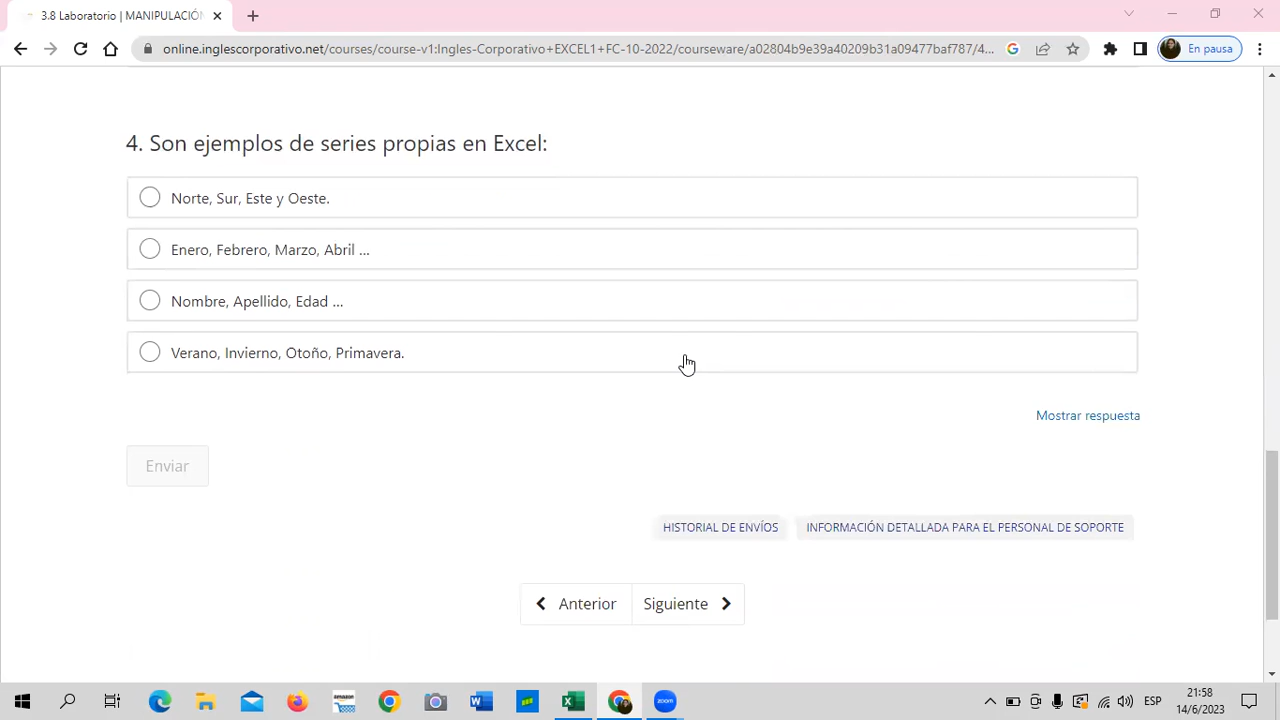 3.8 Laboratorio | MANIPULACIÓN
online.inglescorporativo.net/courses/course-v1:Ingles-Corporativo+EXCEL1+FC-10-2022/courseware/c02804b9e39a40209b31a09477baf787/4...
En pausa
4. Son ejemplos de series propias en Excel:
Norte, Sur, Este y Oeste.
Enero, Febrero, Marzo, Abril ...
Nombre, Apellido, Edad ...
Verano, Invierno, Otoño, Primavera.
Mostrar respuesta
Enviar
HISTORIAL DE ENVÍOS
INFORMACIÓN DETALLADA PARA EL PERSONAL DE SOPORTE
Anterior
Siguiente
amazon
zoom
ESP
21:58
14/6/2023